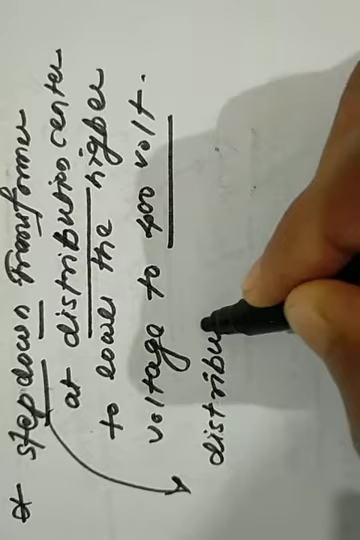 * stepdown Transformer
at distribution center
to lower the higher
voltage to 400 volt.
distribu